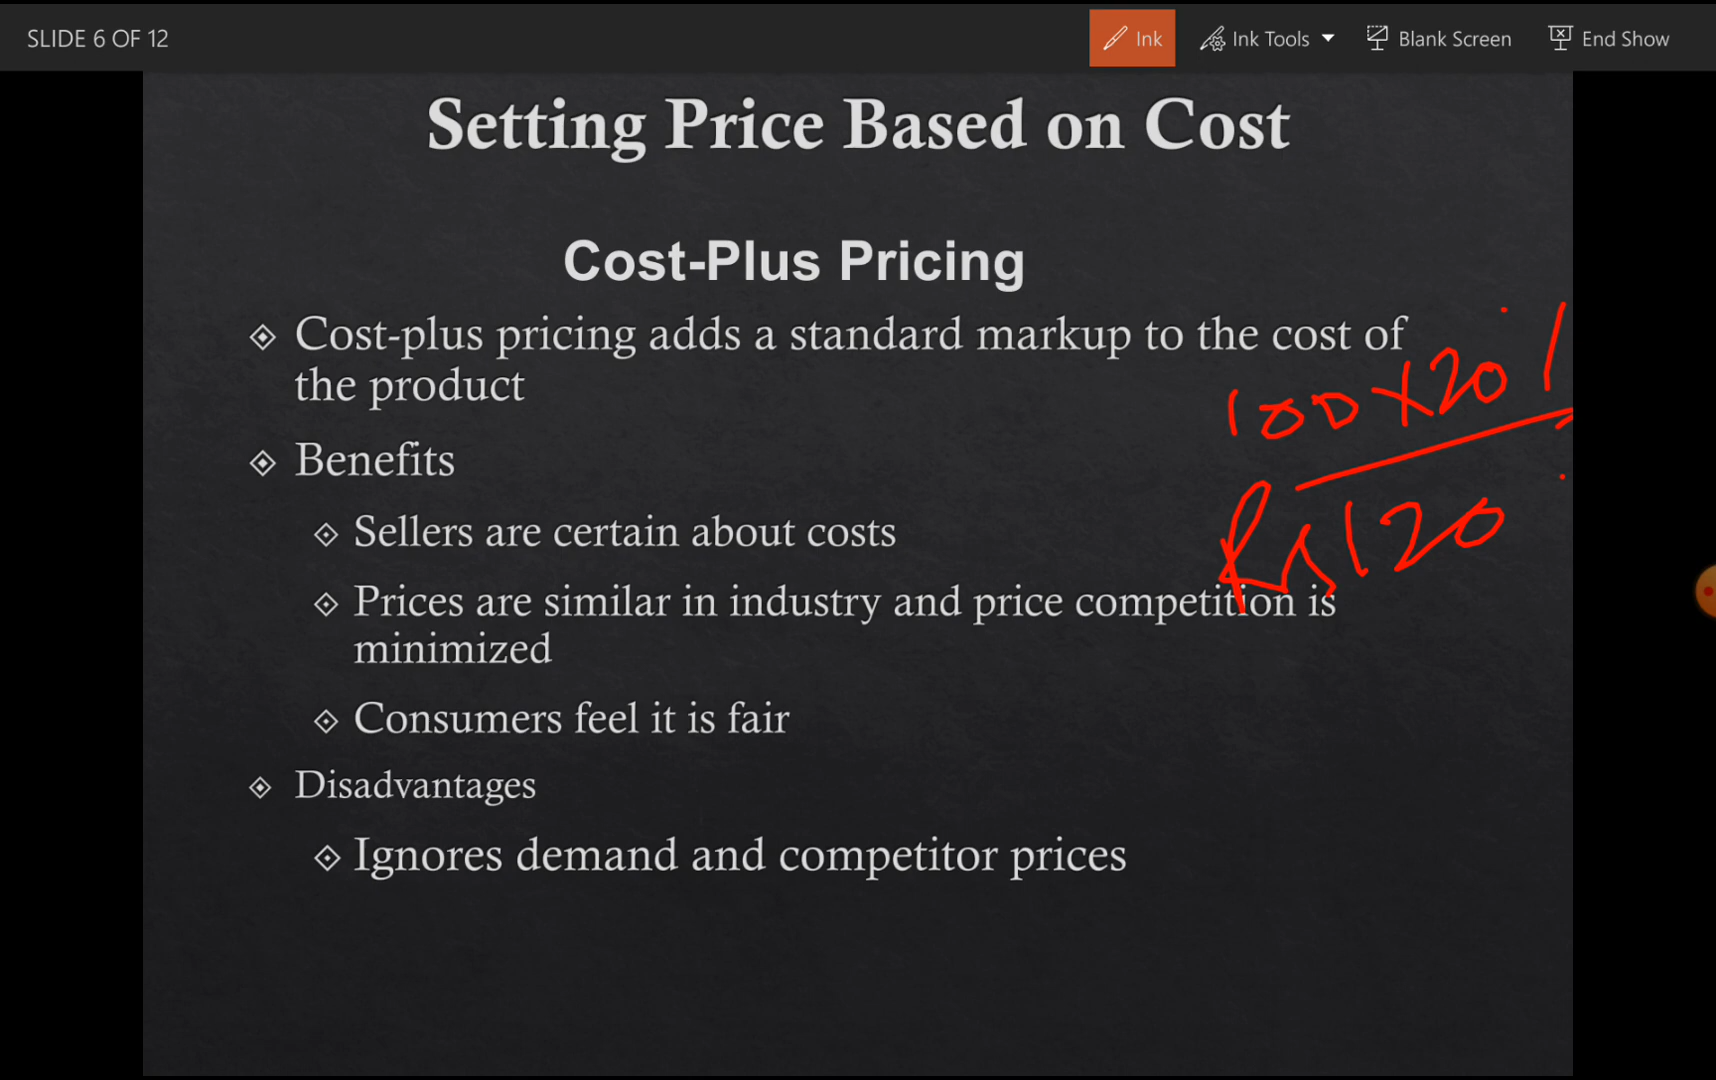 SLIDE 6 OF 12
Ink
Ink Tools
Blank Screen
End Show
Setting Price Based on Cost
Cost-Plus Pricing
Cost-plus pricing adds a standard markup to the cost of
the product
100 x 20 %
Benefits
Rs 120
Sellers are certain about costs
Prices are similar in industry and price competition is
minimized
Consumers feel it is fair
Disadvantages
Ignores demand and competitor prices